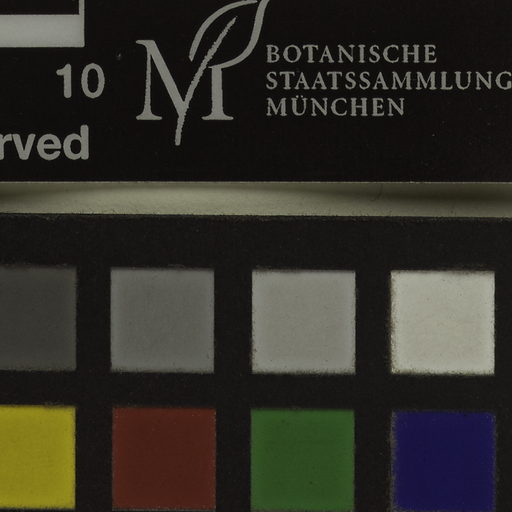 10
rved
M
BOTANISCHE
STAATSSAMMLUNG
MÜNCHEN